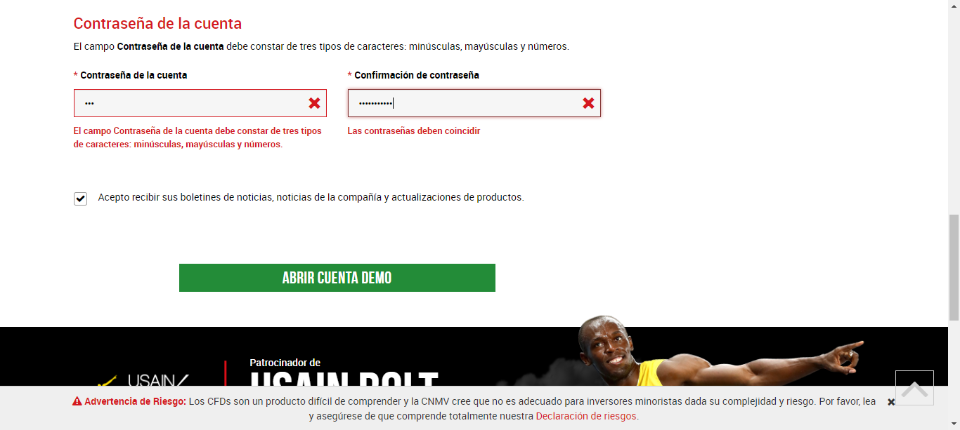 Contraseña de la cuenta
El campo Contraseña de la cuenta debe constar de tres tipos de caracteres: minúsculas, mayúsculas y números.
* Contraseña de la cuenta * Confirmación de contraseña
El campo Contraseña de la cuenta debe constar de tres tipos
de caracteres: minúsculas, mayúsculas y números.
Las contraseñas deben coincidir
Acepto recibir sus boletines de noticias, noticias de la compañía y actualizaciones de productos.
ABRIR CUENTA DEMO
Patrocinador de
USAIN USAIN BOLT
Advertencia de Riesgo: Los CFDs son un producto difícil de comprender y la CNMV cree que no es adecuado para inversores minoristas dada su complejidad y riesgo. Por favor, lea
y asegúrese de que comprende totalmente nuestra Declaración de riesgos.